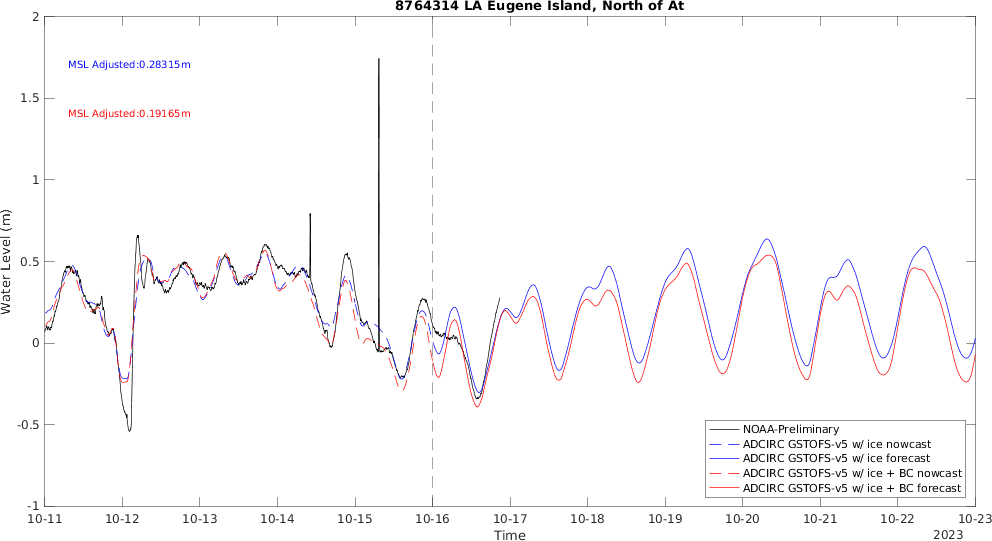 8764314 LA Eugene Island, North of At
MSL Adjusted:0.28315m
MSL Adjusted:0.19165m
Water Level (m)
2
1.5
1
0.5
0
-0.5
-1
NOAA-Preliminary
ADCIRC GSTOFS-v5 w/ ice nowcast
ADCIRC GSTOFS-v5 w/ ice forecast
ADCIRC GSTOFS-v5 w/ ice + BC nowcast
ADCIRC GSTOFS-v5 w/ ice + BC forecast
10-11 10-12 10-13 10-14 10-15 10-16 10-17 10-18 10-19 10-20 10-21 10-22 10-23
Time
2023